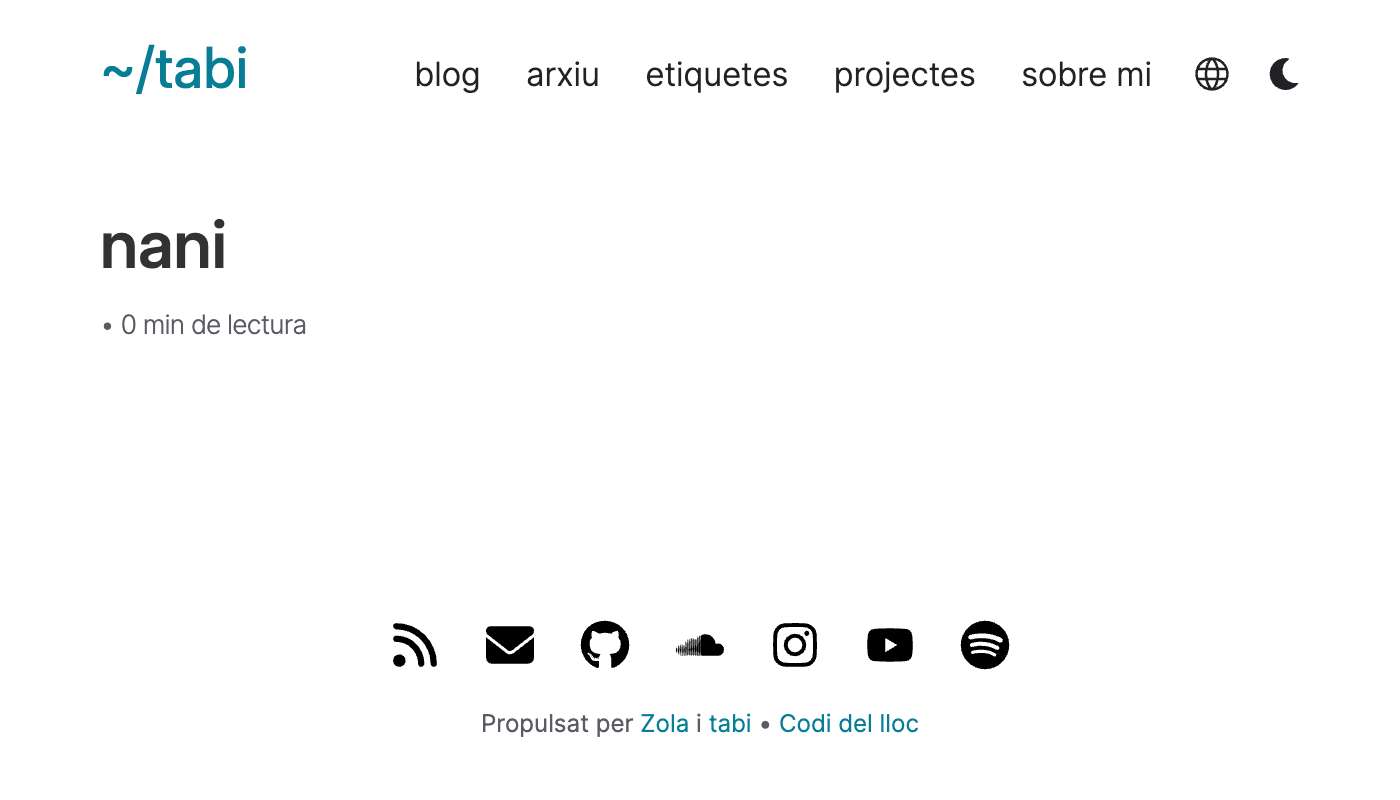 ~/tabi
blog arxiu etiquetes projectes sobre mi
nani
• 0 min de lectura
Propulsat per Zola i tabi • Codi del lloc